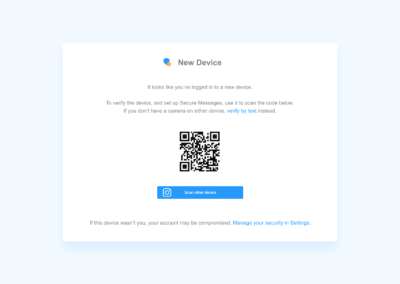 New Device
It looks like you've logged in to a new device.
To verify the device, and set up Secure Messages, use it to scan the code below.
If you don't have a camera on either device, verify by text instead.
Scan other device
If this device wasn't you, your account may be compromised. Manage your security in Settings.